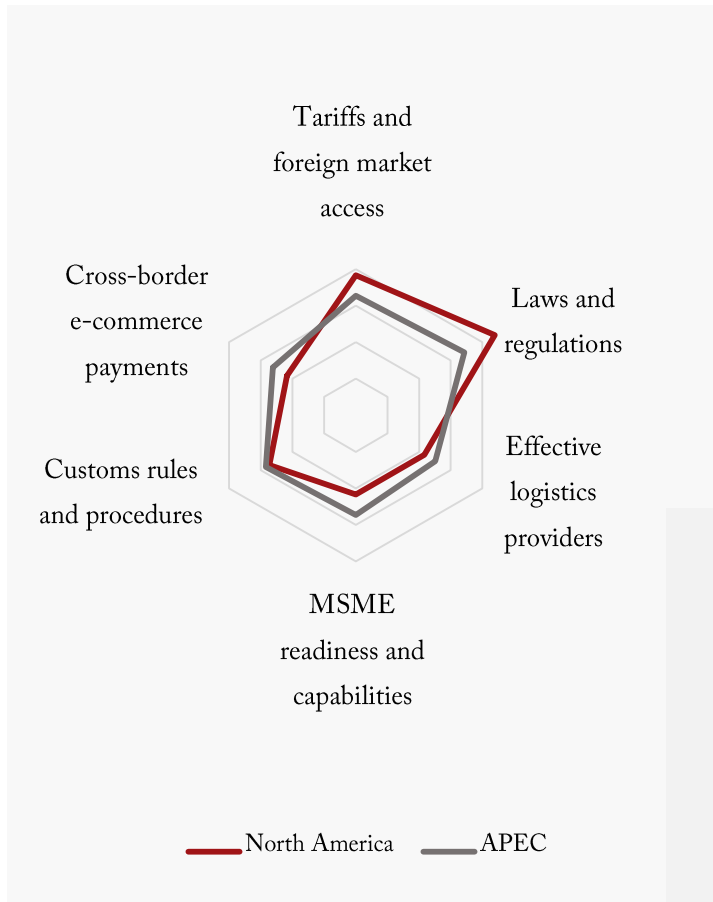 Tariffs and
foreign market
access
Cross-border
e-commerce
payments
Laws and
regulations
Effective
logistics
providers
Customs rules
and procedures
MSME
readiness and
capabilities
North America
APEC